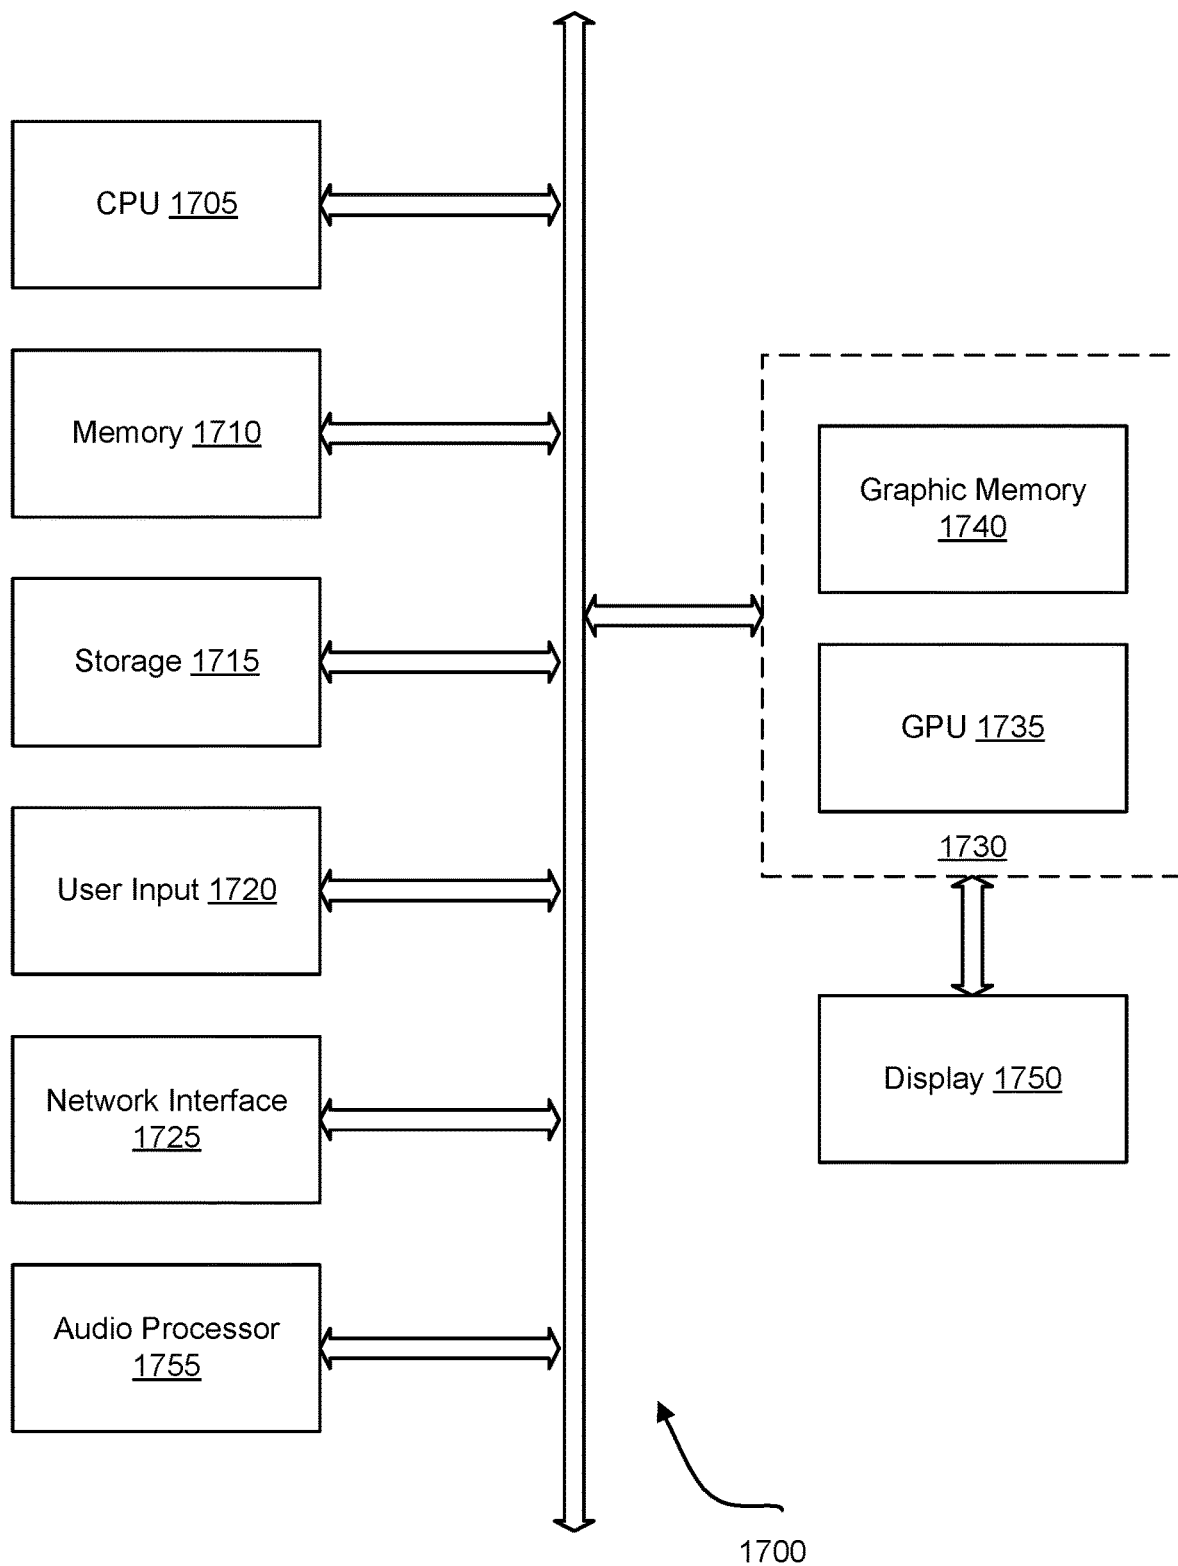 CPU 1705
Memory 1710
Storage 1715
User Input 1720
Network Interface
1725
Audio Processor
1755
Graphic Memory
1740
GPU 1735
1730
Display 1750
1700